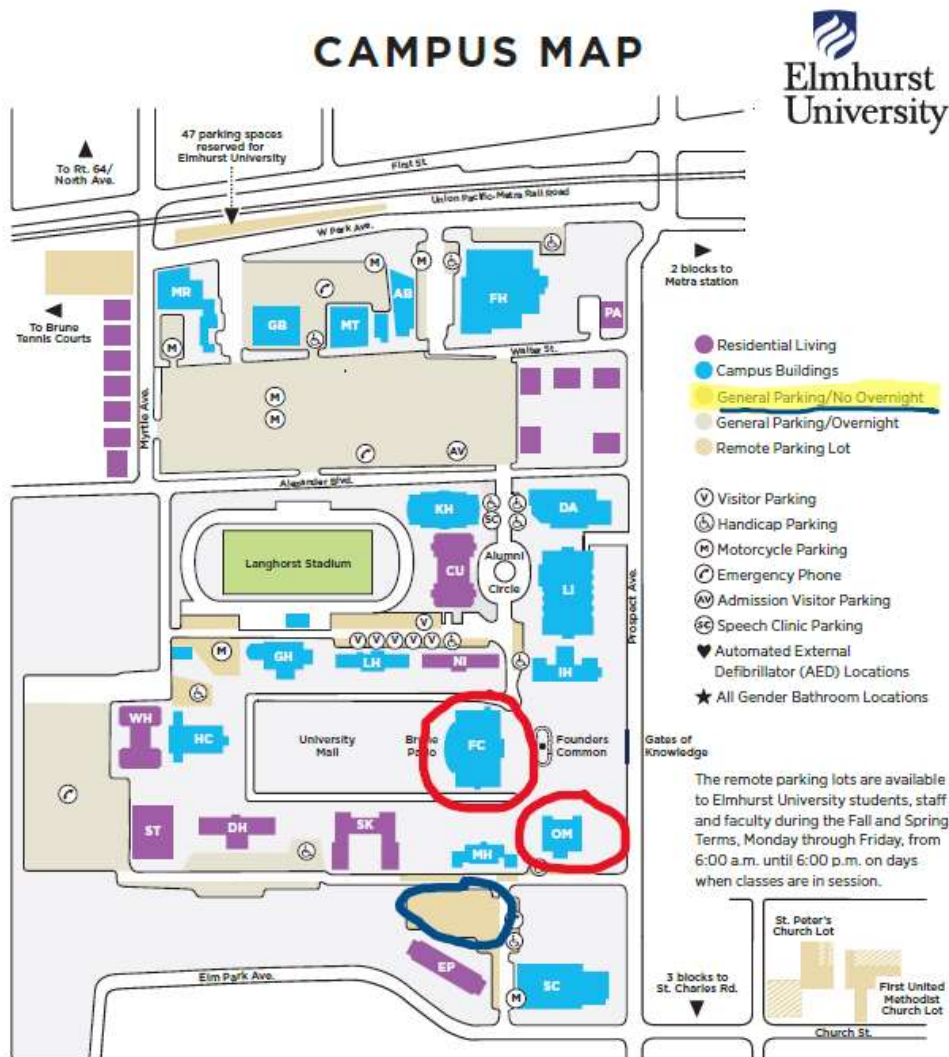 CAMPUS MAP
Elmhurst
University
47 parking spaces
reserved for
Elmhurst University
To Rt. 64/
North Ave.
First St.
Union Pacific-Metra Rail Road
W Park Ave.
2 blocks to
Metra station
MR
GB
MT
AB
M
M
FH
PA
To Brune
Tennis Courts
M
Walter St.
Myrtle Ave.
M
M
AV
Alexander Blvd.
Residential Living
Campus Buildings
General Parking/No Overnight
General Parking/Overnight
Remote Parking Lot
V Visitor Parking
Handicap Parking
M Motorcycle Parking
Emergency Phone
AV Admission Visitor Parking
SC Speech Clinic Parking
Automated External
Defibrillator (AED) Locations
All Gender Bathroom Locations
KH
SC
DA
Langhorst Stadium
CU
Alumni
Circle
LI
Prospect Ave.
V
M
GH
V V V V V
LH
NI
IH
WH
HC
University
Mall
FC
Founders
Common
Gates of
Knowledge
ST
DH
SK
MH
OM
The remote parking lots are available
to Elmhurst University students, staff
and faculty during the Fall and Spring
Terms, Monday through Friday, from
6:00 a.m. until 6:00 p.m. on days
when classes are in session.
EP
SC
M
Elm Park Ave.
3 blocks to
St. Charles Rd.
St. Peter's
Church Lot
First United
Methodist
Church Lot
Church St.